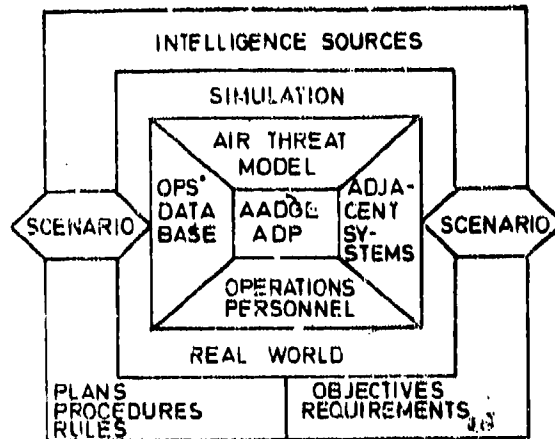 INTELLIGENCE SOURCES
SIMULATION
AIR THREAT
MODEL
OPS'
DATA
BASE
AADGE
ADP
ADJA-
CENT
SY-
STEMS
SCENARIO
SCENARIO
OPERATIONS
PERSONNEL
REAL WORLD
PLANS
PROCEDURES
RULES
OBJECTIVES
REQUIREMENTS